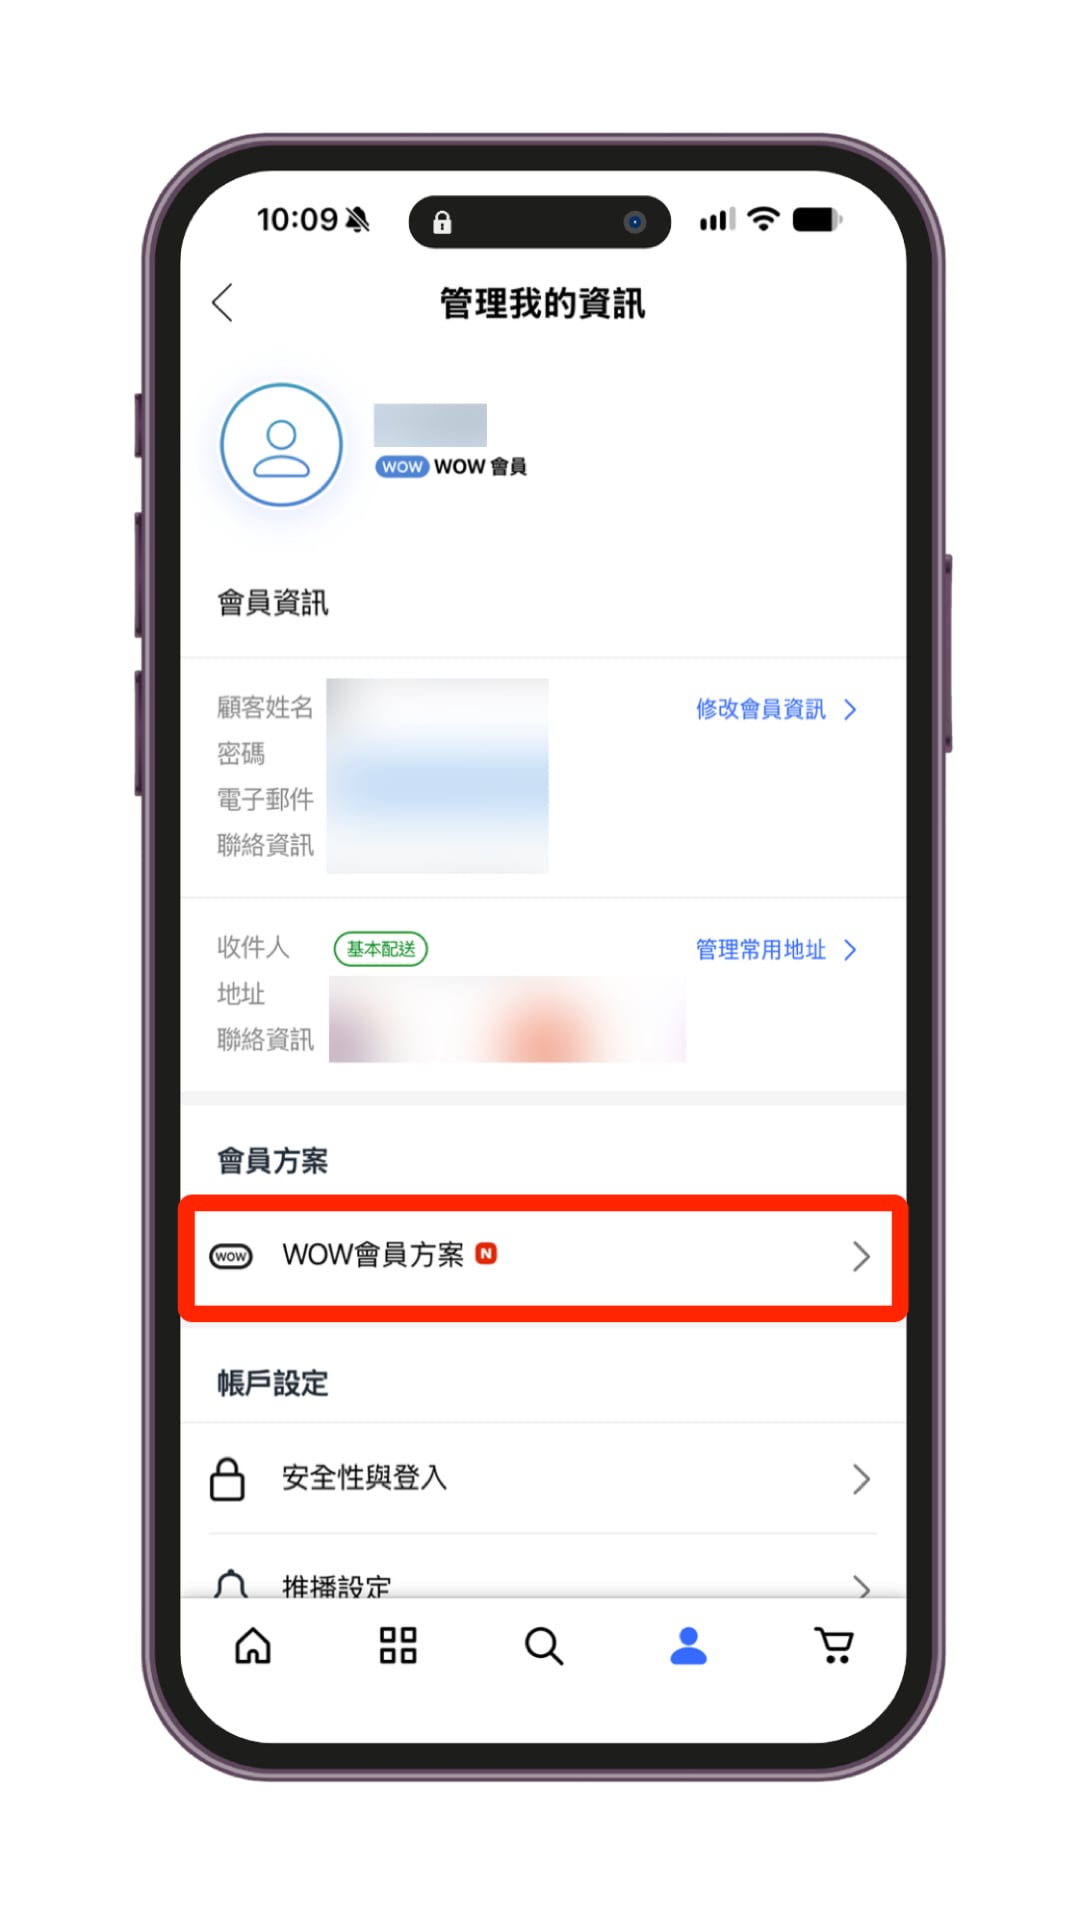 10:09
管理我的資訊
WOW WOW 會員
會員資訊
顧客姓名
修改會員資訊
密碼
電子郵件
聯絡資訊
收件人 基本配送
管理常用地址
地址
聯絡資訊
會員方案
WOW WOW會員方案 N
帳戶設定
安全性與登入
推播設定